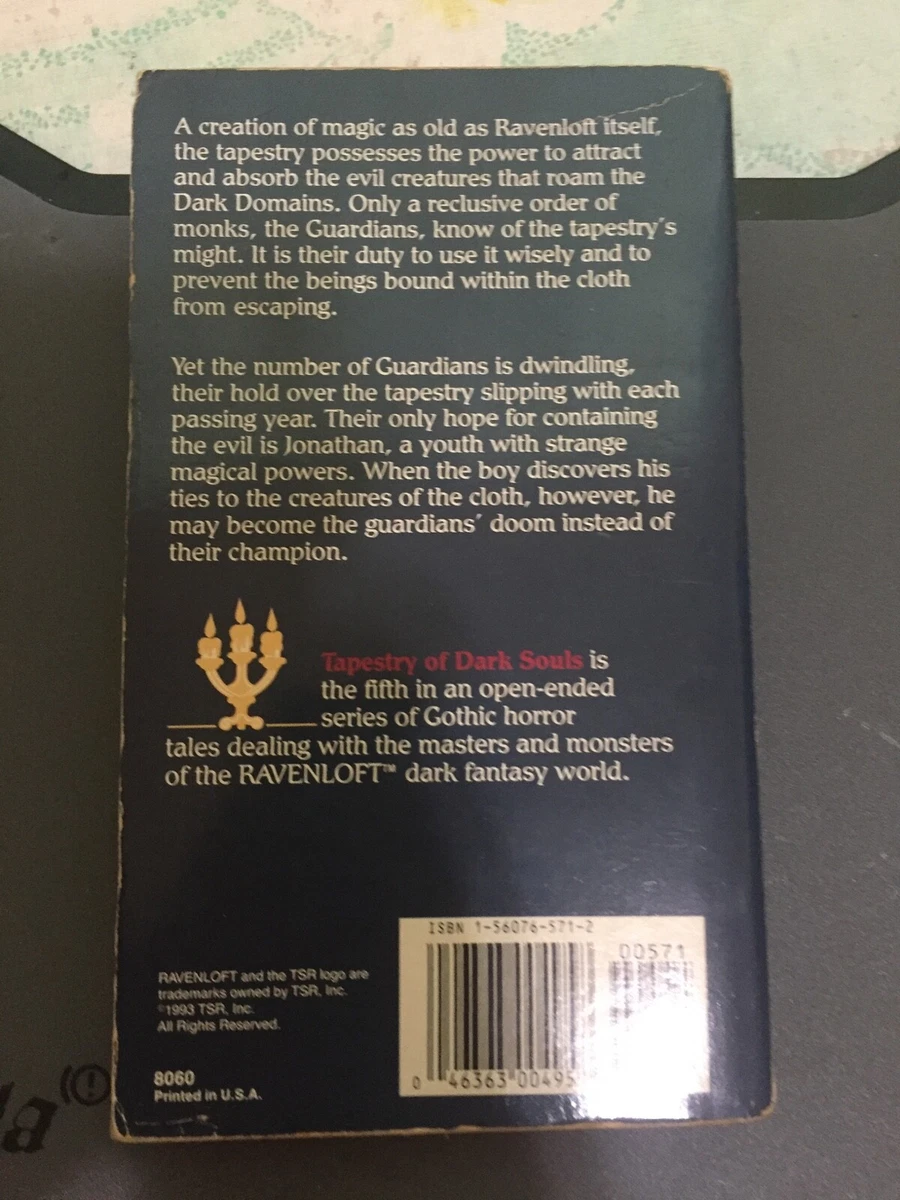 A creation of magic as old as Ravenloft itself,
the tapestry possesses the power to attract
and absorb the evil creatures that roam the
Dark Domains. Only a reclusive order of
monks, the Guardians, know of the tapestry's
might. It is their duty to use it wisely and to
prevent the beings bound within the cloth
from escaping.
Yet the number of Guardians is dwindling,
their hold over the tapestry slipping with each
passing year. Their only hope for containing
the evil is Jonathan, a youth with strange
magical powers. When the boy discovers his
ties to the creatures of the cloth, however, he
may become the guardians' doom instead of
their champion.
Tapestry of Dark Souls is
the fifth in an open-ended
series of Gothic horror
tales dealing with the masters and monsters
of the RAVENLOFT™ dark fantasy world.
ISBN 1-56076-571-2
00571
RAVENLOFT and the TSR logo are
trademarks owned by TSR, Inc.
©1993 TSR, Inc.
All Rights Reserved.
0 46363 00495
8060
Printed in U.S.A.